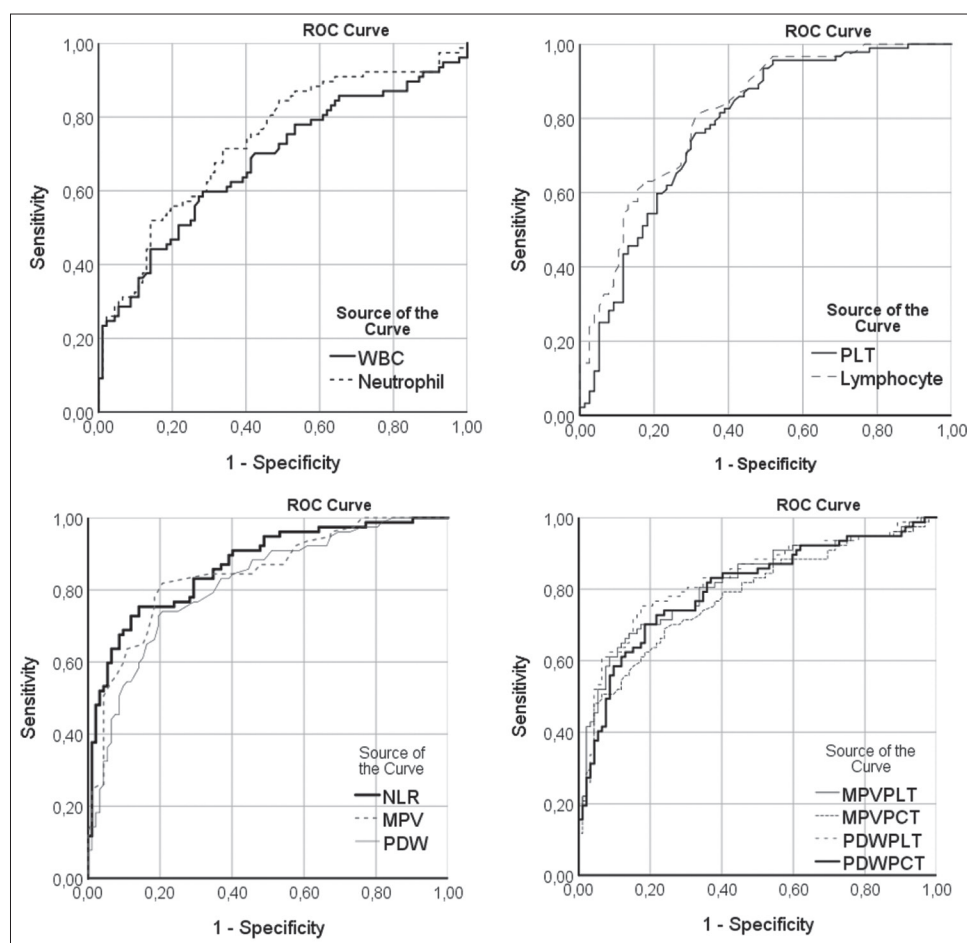 ROC Curve
1,00
0,80
0,60
0,40
0,20
0,00
Sensitivity
Source of the
Curve
WBC
Neutrophil
0,00 0,20 0,40 0,60 0,80 1,00
1 - Specificity
ROC Curve
1,00
0,80
0,60
0,40
0,20
0,00
Sensitivity
Source of the
Curve
PLT
Lymphocyte
0,00 0,20 0,40 0,60 0,80 1,00
1 - Specificity
ROC Curve
1,00
0,80
0,60
0,40
0,20
0,00
Sensitivity
Source of
the Curve
NLR
MPV
PDW
0,00 0,20 0,40 0,60 0,80 1,00
1 - Specificity
ROC Curve
1,00
0,80
0,60
0,40
0,20
0,00
Sensitivity
Source of the
Curve
MPVPLT
MPVPCT
PDWPLT
PDWPCT
0,00 0,20 0,40 0,60 0,80 1,00
1 - Specificity